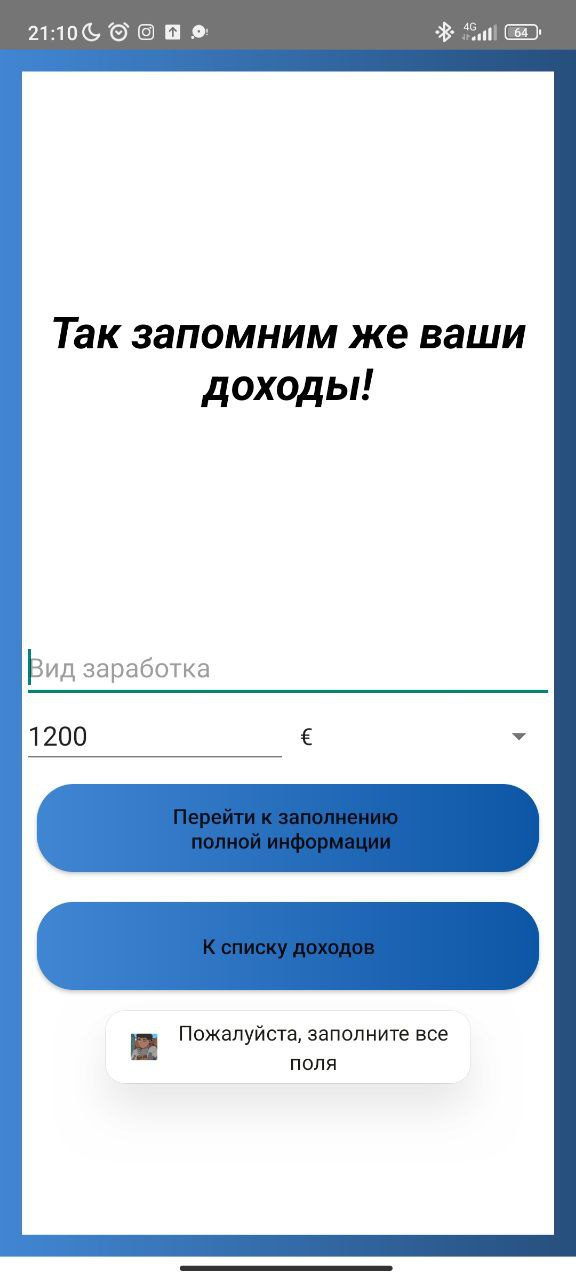 21:10
4G
64
Так запомним же ваши
доходы!
Вид заработка
1200
€
Перейти к заполнению
полной информации
К списку доходов
Пожалуйста, заполните все
поля